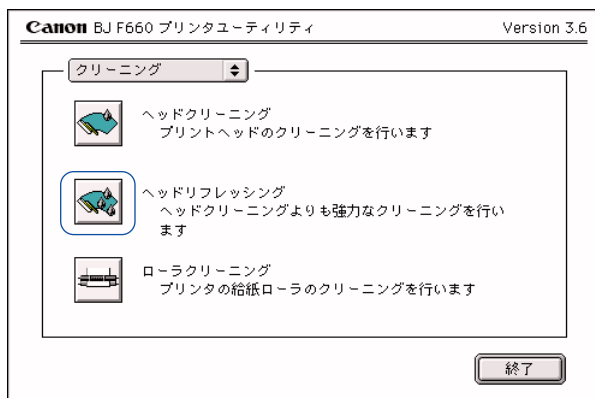 Canon BJ F660 プリンタユーティリティ Version 3.6
クリーニング
ヘッドクリーニング
プリントヘッドのクリーニングを行います
ヘッドリフレッシング
ヘッドクリーニングよりも強力なクリーニングを行い
ます
ローラクリーニング
プリンタの給紙ローラのクリーニングを行います
終了